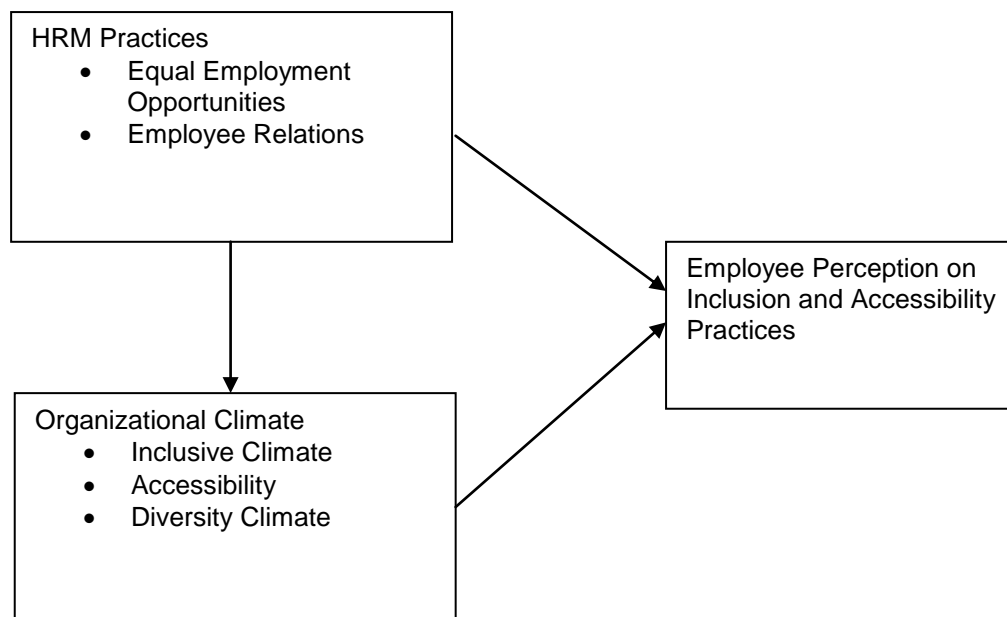 HRM Practices
• Equal Employment
Opportunities
• Employee Relations
Employee Perception on
Inclusion and Accessibility
Practices
Organizational Climate
• Inclusive Climate
• Accessibility
• Diversity Climate